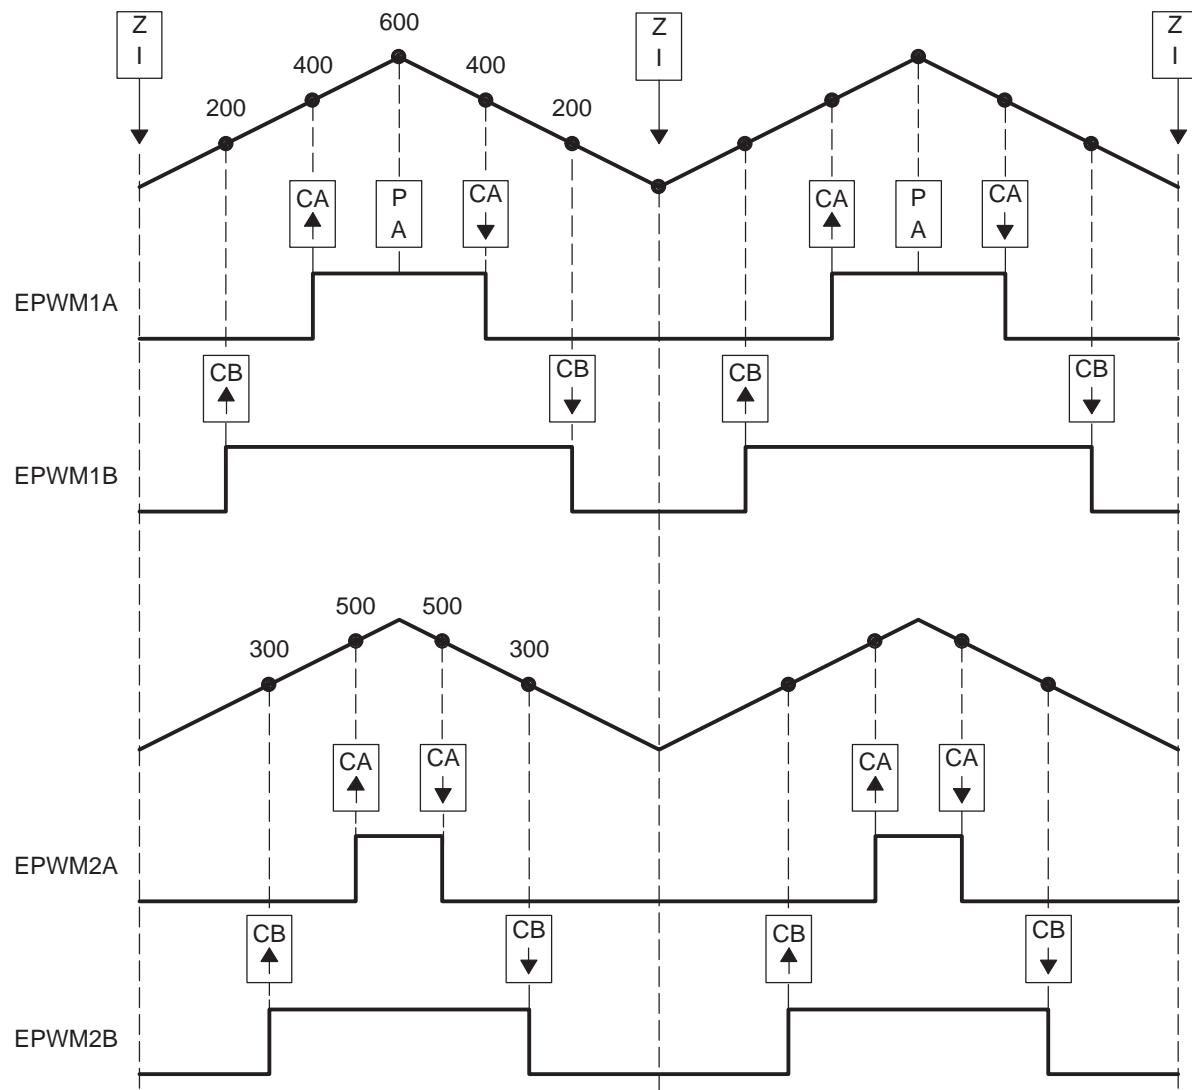 Z Z Z
I I I
600
400 400
200 200
CA P CA CA P CA
A A
EPWM1A
CB CB CB CB
EPWM1B
500 500
300 300
CA CA CA CA
EPWM2A
CB CB CB CB
EPWM2B